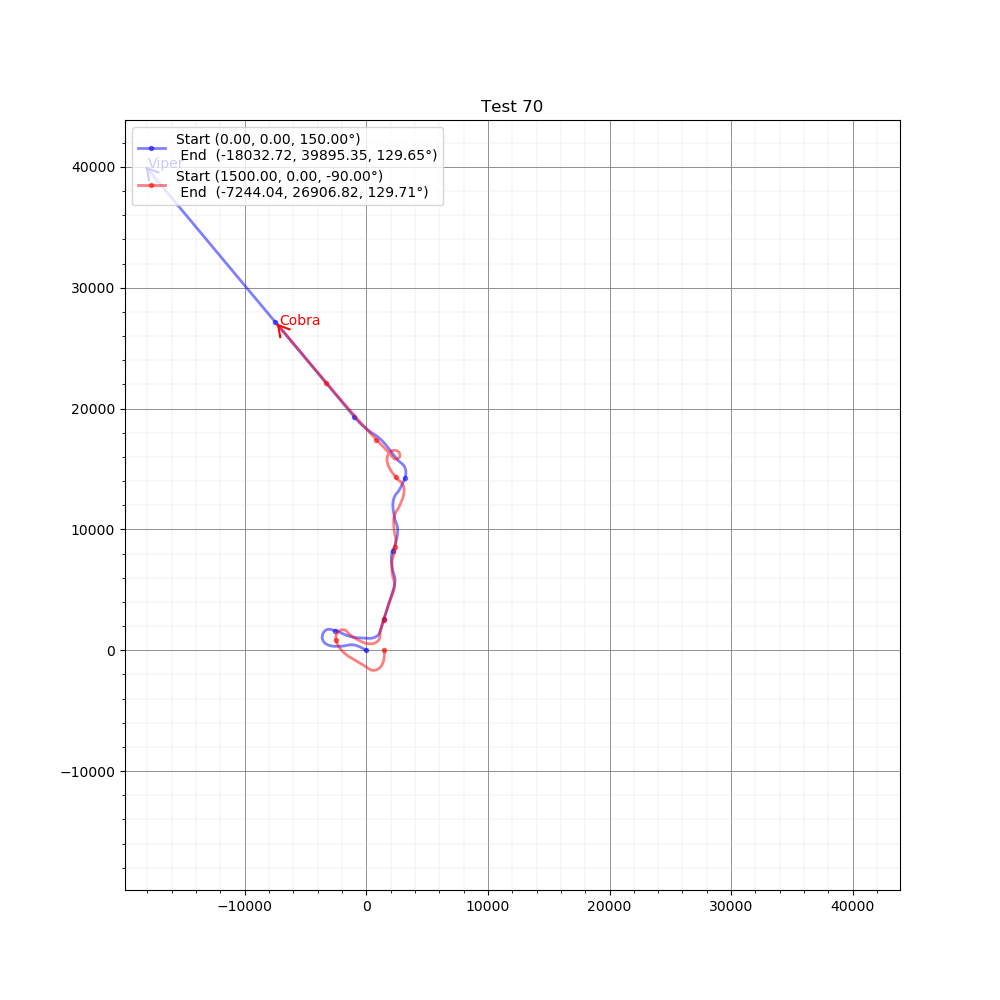 Test 70
Start (0.00, 0.00, 150.00°)
End (-18032.72, 39895.35, 129.65°)
Viper
Start (1500.00, 0.00, -90.00°)
End (-7244.04, 26906.82, 129.71°)
Cobra
40000
30000
20000
10000
0
−10000
−10000
0
10000
20000
30000
40000